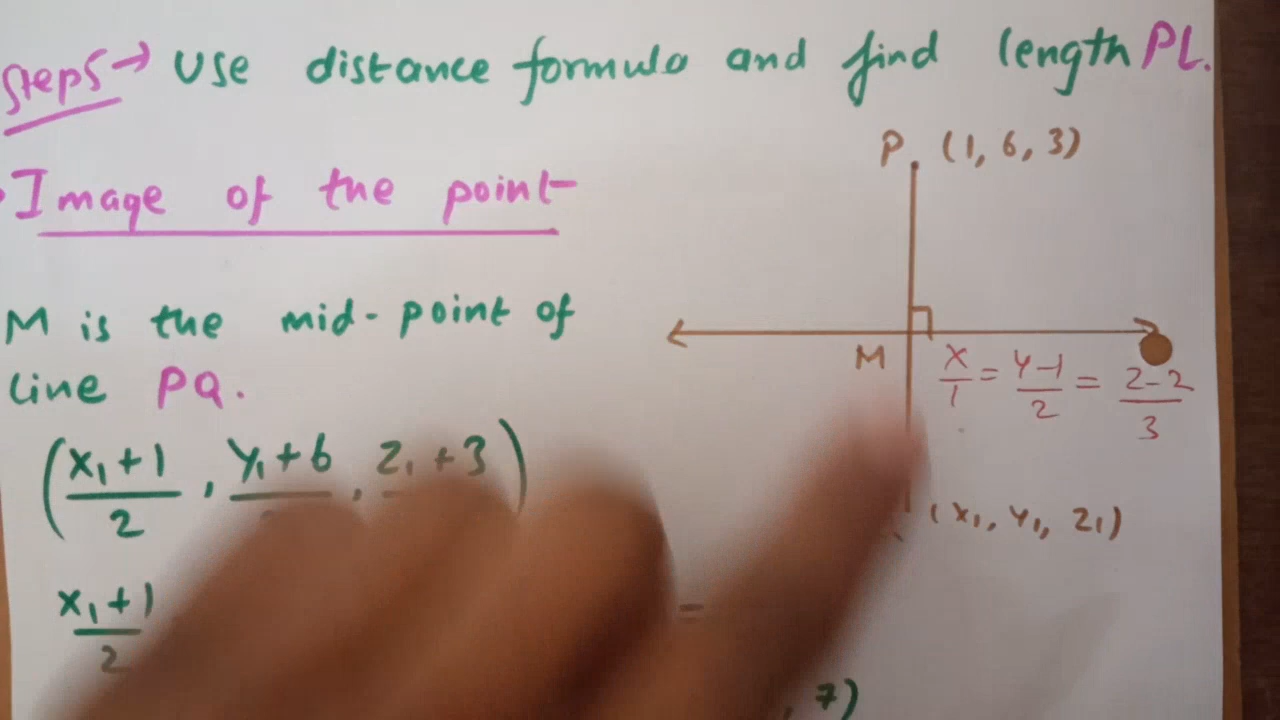 Steps → Use distance formula and find length PL.
Image of the point
P (1, 6, 3)
M is the mid-point of
line PQ.
M
x/1 = y-1/2 = z-2/3
(x₁+1/2, y₁+6/2, z₁+3
(x₁, y₁, z₁)
x₁+1/2
=
, 7)